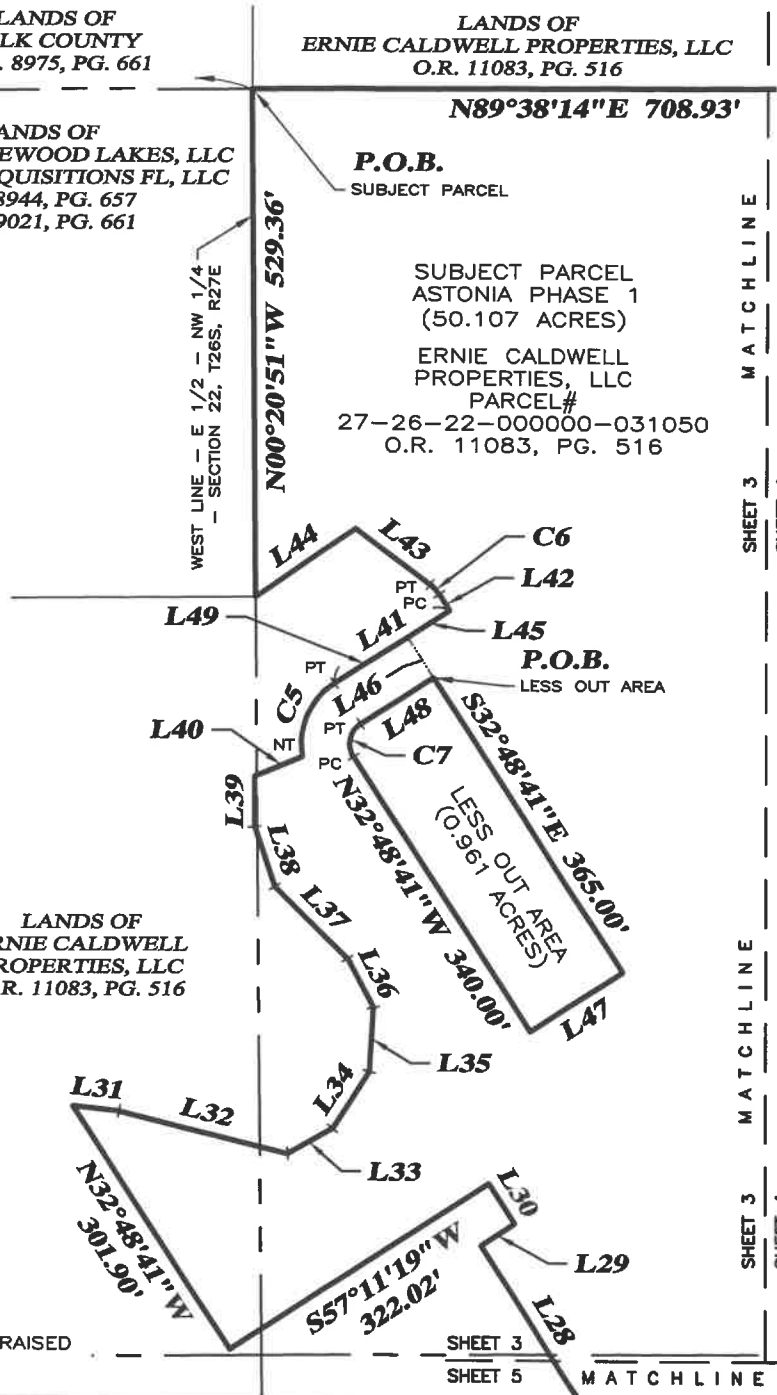 LANDS OF
LK COUNTY
. 8975, PG. 661
LANDS OF
ERNIE CALDWELL PROPERTIES, LLC
O.R. 11083, PG. 516
N89°38'14"E 708.93'
ANDS OF
EWOOD LAKES, LLC
QUISITIONS FL, LLC
8944, PG. 657
9021, PG. 661
P.O.B.
SUBJECT PARCEL
WEST LINE – E 1/2 – NW 1/4
– SECTION 22, T26S, R27E
N00°20'51"W 529.36'
SUBJECT PARCEL
ASTONIA PHASE 1
(50.107 ACRES)
ERNIE CALDWELL
PROPERTIES, LLC
PARCEL#
27-26-22-000000-031050
O.R. 11083, PG. 516
MATCHLINE
SHEET 3
L44
L43
C6
PT
PC
L42
L49
L41
L45
P.O.B.
LESS OUT AREA
PT
L46
C5
L48
PT
L40
NT
C7
PC
L39
S32°48'41"E 365.00'
LESS OUT AREA
(0.961 ACRES)
N32°48'41"W 340.00'
L38
L37
LANDS OF
RNIE CALDWELL
ROPERTIES, LLC
R. 11083, PG. 516
L36
L47
MATCHLINE
L35
L34
L31
L32
L33
N32°48'41"W
301.90'
L30
L29
S57°11'19"W
322.02'
L28
SHEET 3
RAISED
SHEET 3
SHEET 5
MATCHLINE